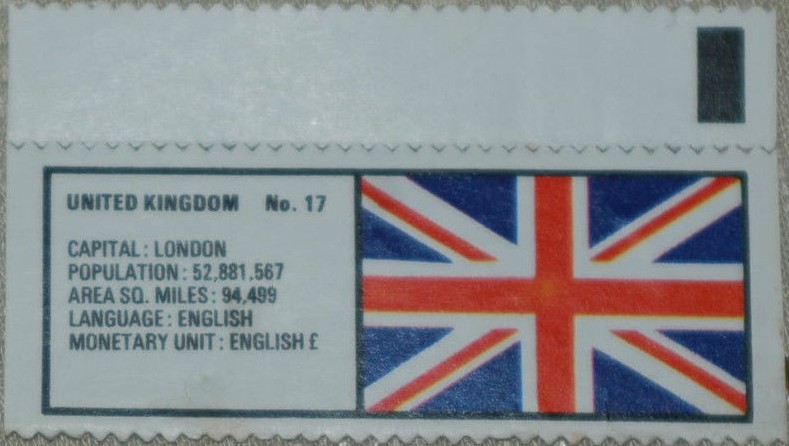 UNITED KINGDOM No. 17
CAPITAL: LONDON
POPULATION: 52,881,567
AREA SQ. MILES: 94,499
LANGUAGE: ENGLISH
MONETARY UNIT: ENGLISH £